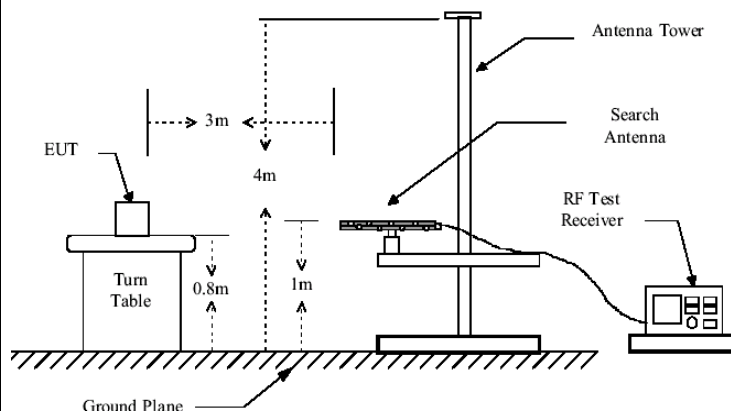 Antenna Tower
3m
Search
Antenna
EUT
4m
RF Test
Receiver
Turn
Table
0.8m
1m
Ground Plane